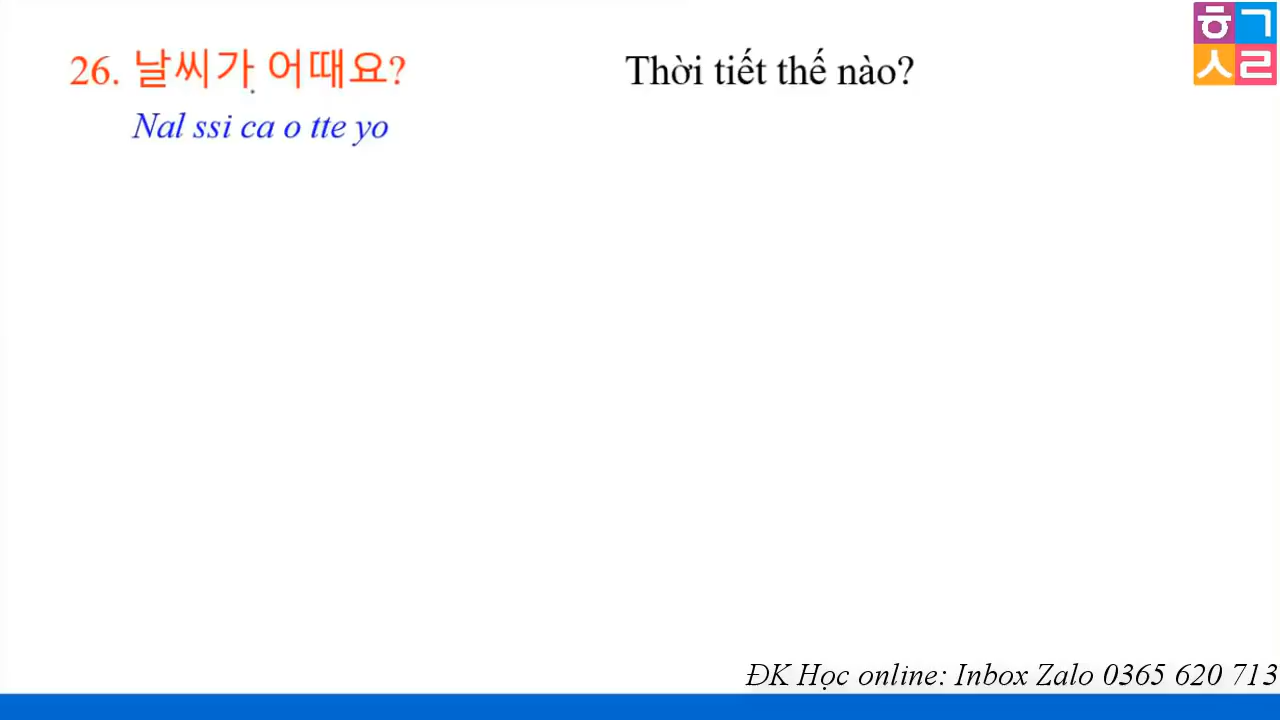 26. 날씨가 어때요?
Thời tiết thế nào?
Nal ssi ca o tte yo
ㅎㄱ
ㅅㄹ
ĐK Học online: Inbox Zalo 0365 620 713